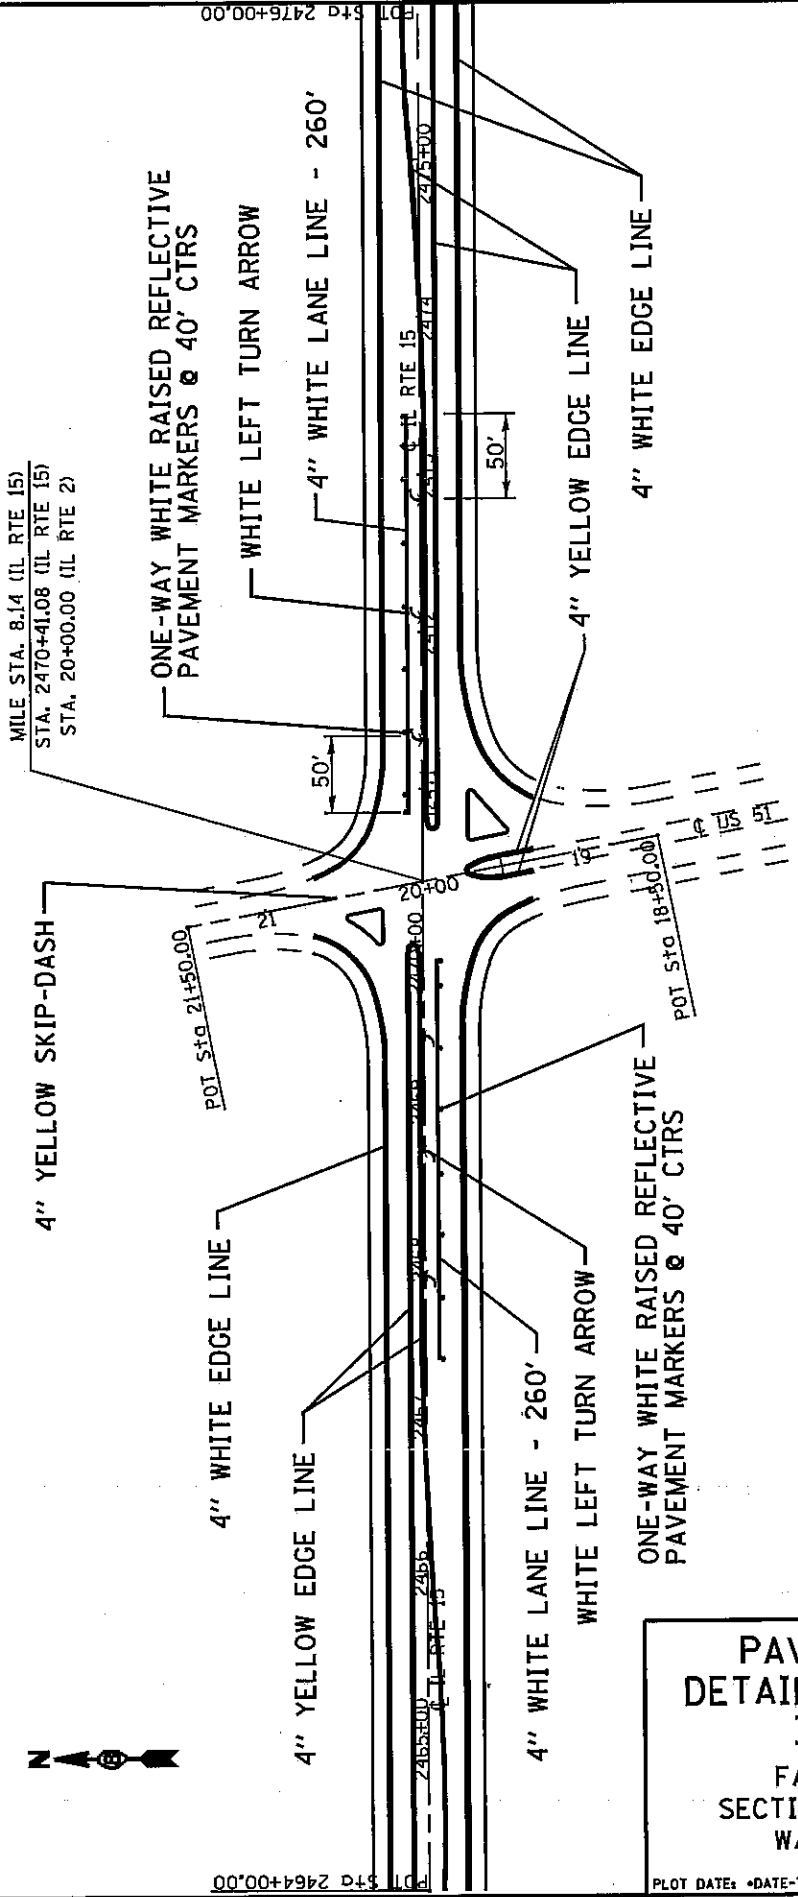 POT Sta 2476+00.00
MILE STA. 8.14 (IL RTE 15)
STA. 2470+41.08 (IL RTE 15)
STA. 20+00.00 (IL RTE 2)
ONE-WAY WHITE RAISED REFLECTIVE
PAVEMENT MARKERS @ 40' CTRS
WHITE LEFT TURN ARROW
4" WHITE LANE LINE - 260'
50'
4" YELLOW SKIP-DASH
POT Sta 21+50.00
21
20+00
19
POT Sta 18+50.00
℄ US 51
2475+00
2474
2473
2472
2471
℄ IL RTE 15
50'
4" YELLOW EDGE LINE
4" WHITE EDGE LINE
4" WHITE EDGE LINE
4" YELLOW EDGE LINE
2470+00
2469
2468
2467
2466
2465+00
℄ IL RTE 15
4" WHITE LANE LINE - 260'
WHITE LEFT TURN ARROW
ONE-WAY WHITE RAISED REFLECTIVE
PAVEMENT MARKERS @ 40' CTRS
N
POT Sta 2464+00.00
PAV
DETAI
FA
SECTI
WA
PLOT DATE: •DATE-